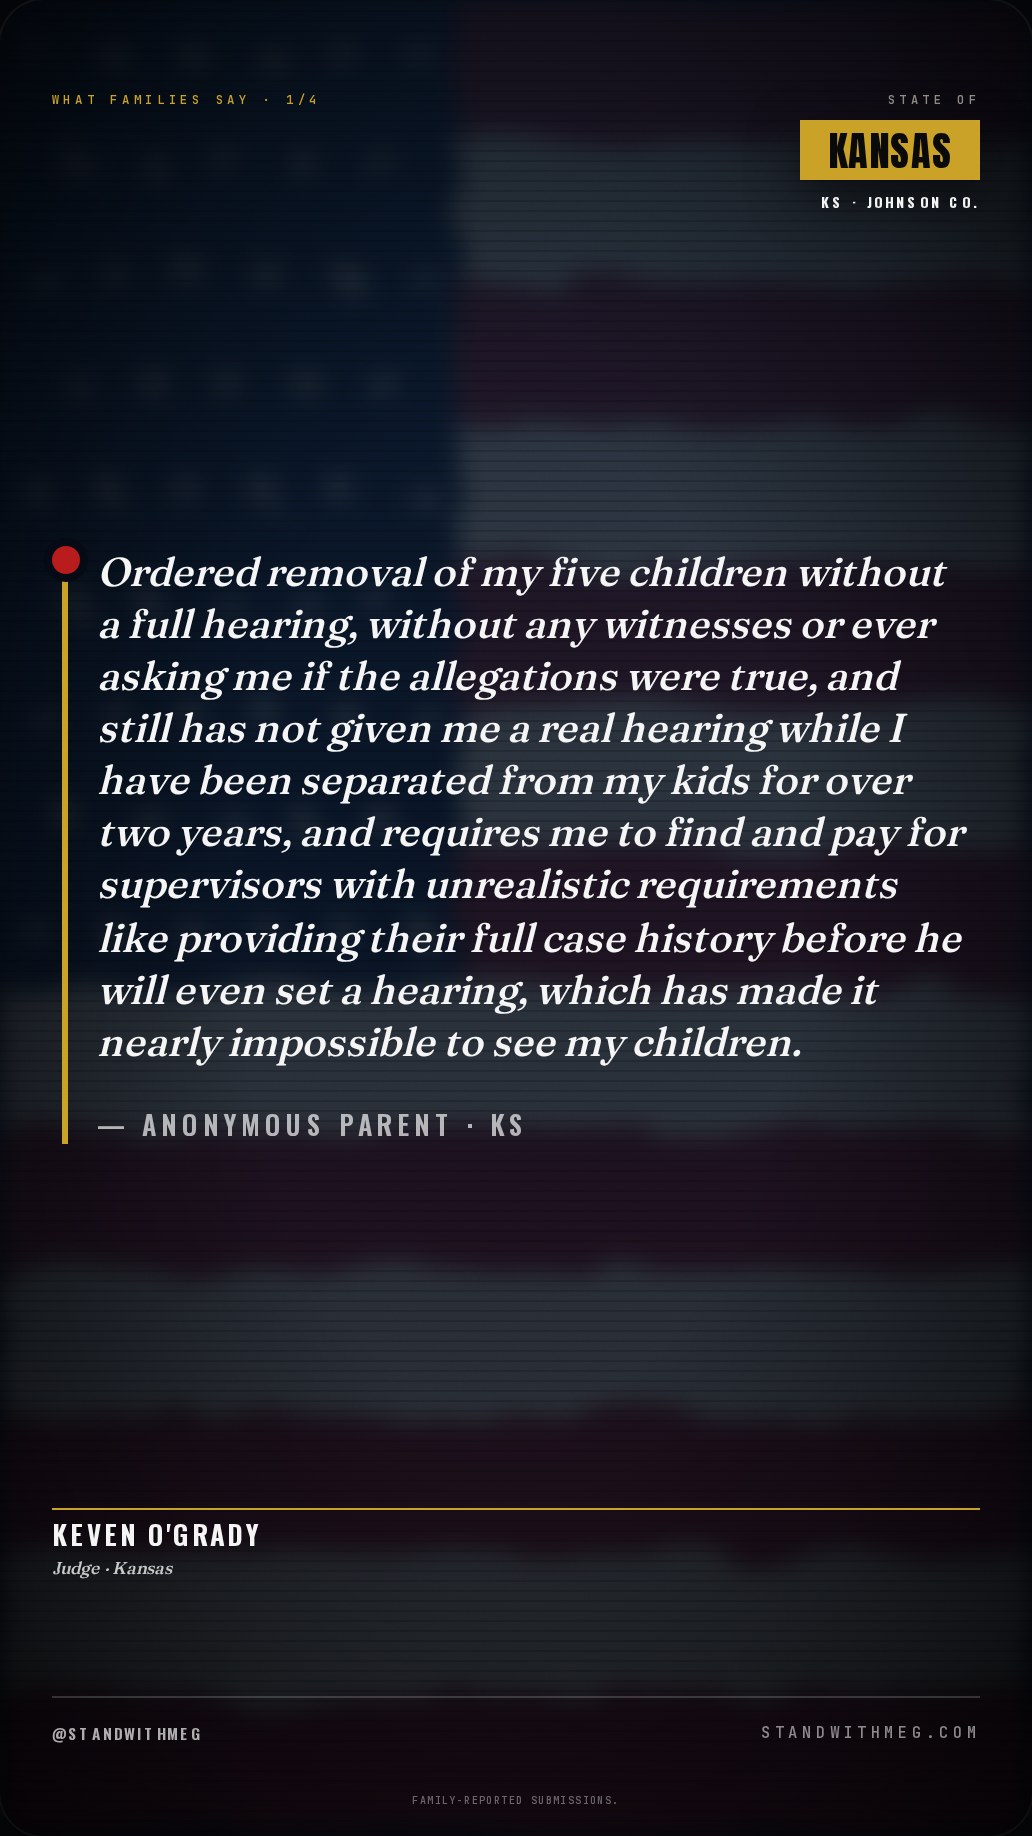 WHAT FAMILIES SAY · 1/4
STATE OF
KANSAS
KS · JOHNSON CO.
Ordered removal of my five children without
a full hearing, without any witnesses or ever
asking me if the allegations were true, and
still has not given me a real hearing while I
have been separated from my kids for over
two years, and requires me to find and pay for
supervisors with unrealistic requirements
like providing their full case history before he
will even set a hearing, which has made it
nearly impossible to see my children.
— ANONYMOUS PARENT · KS
KEVEN O'GRADY
Judge · Kansas
@STANDWITHMEG
STANDWITHMEG.COM
FAMILY-REPORTED SUBMISSIONS.